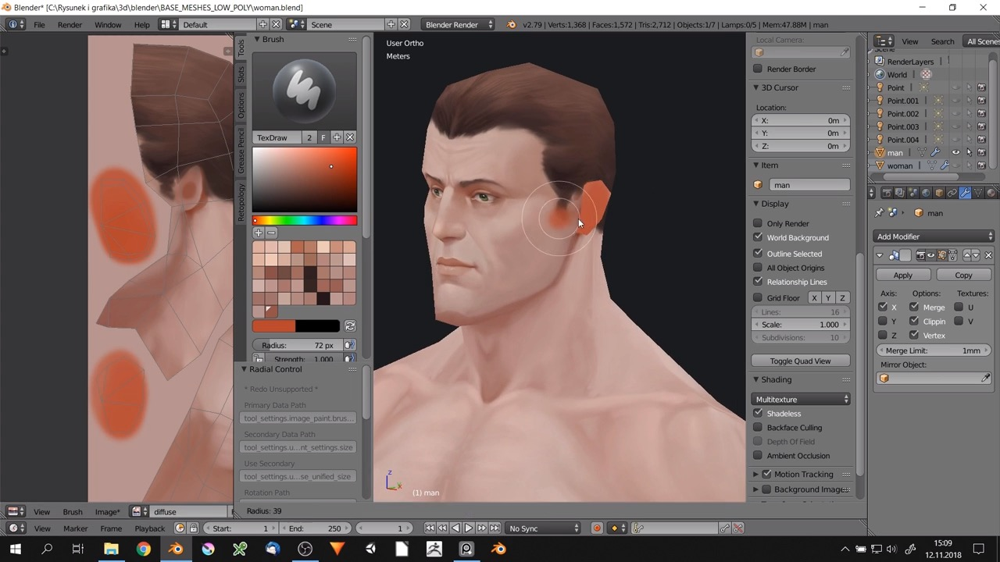 Blender* [C:\Rysunek i grafika\3d\blender\BASE_MESHES_LOW_POLY\woman.blend]
File Render Window Help Default Scene Blender Render v2.79 | Verts:1,368 | Faces:1,572 | Tris:2,712 | Objects:1/7 | Lamps:0/5 | Mem:47.88M | man
Tools
Slots
Options
Grease Pencil
Retopology
Brush
TexDraw 2 F
Radius: 72 px
Strength: 1.000
Radial Control
* Redo Unsupported *
Primary Data Path
tool_settings.image_paint.brus...
Secondary Data Path
tool_settings.u...nt_settings.size
Use Secondary
tool_settings.u...se_unified_size
Rotation Path
User Ortho
Meters
(1) man
Local Camera:
Render Border
3D Cursor
Location:
X: 0m
Y: 0m
Z: 0m
Item
man
Display
Only Render
World Background
Outline Selected
All Object Origins
Relationship Lines
Grid Floor X Y Z
Lines: 16
Scale: 1.000
Subdivisions: 10
Toggle Quad View
Shading
Multitexture
Shadeless
Backface Culling
Depth Of Field
Ambient Occlusion
Motion Tracking
Background Images
View Search All Scenes
Scene
RenderLayers
World
Point
Point.001
Point.002
Point.003
Point.004
man
woman
man
Add Modifier
Apply Copy
Axis: Options: Textures:
X Merge U
Y Clippin V
Z Vertex
Merge Limit: 1mm
Mirror Object:
View Brush Image* diffuse F
Radius: 39
View Marker Frame Playback Start: 1 End: 250 1 No Sync
15:09
12.11.2018